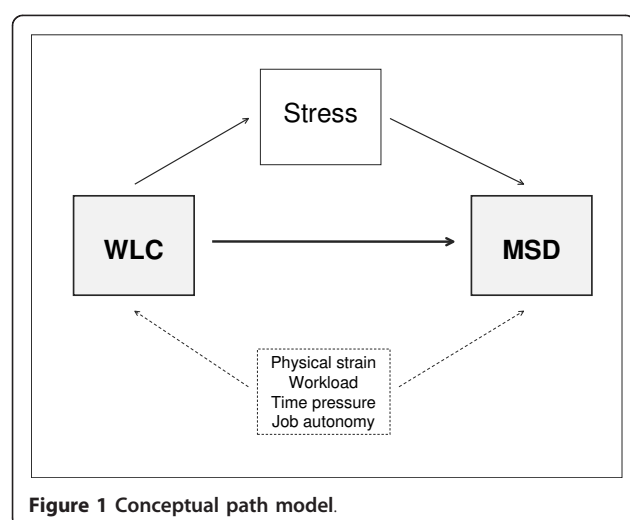 Stress
WLC
MSD
Physical strain
Workload
Time pressure
Job autonomy
Figure 1 Conceptual path model.